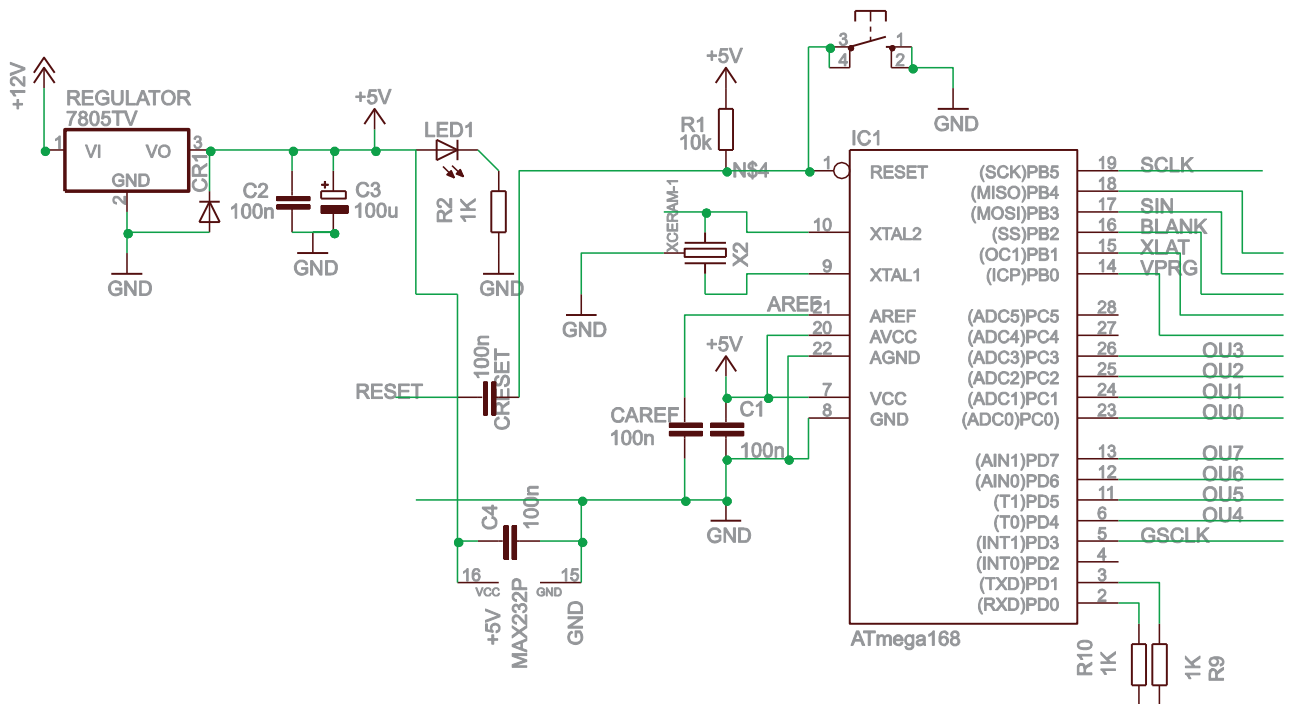 +12V
REGULATOR
7805TV
1
VI
VO
3
GND
2
CR1
GND
+5V
C2
100n
+
C3
100u
GND
LED1
R2
1K
GND
+5V
R1
10k
N$4
3
4
1
2
GND
XCERAM-1
X2
GND
RESET
100n
CRESET
AREF
+5V
CAREF
100n
C1
100n
GND
C4
100n
16
VCC
GND
15
+5V
MAX232P
GND
IC1
1
RESET
10
XTAL2
9
XTAL1
21
AREF
20
AVCC
22
AGND
7
VCC
8
GND
(SCK)PB5
19
SCLK
(MISO)PB4
18
(MOSI)PB3
17
SIN
(SS)PB2
16
BLANK
(OC1)PB1
15
XLAT
(ICP)PB0
14
VPRG
(ADC5)PC5
28
(ADC4)PC4
27
(ADC3)PC3
26
OU3
(ADC2)PC2
25
OU2
(ADC1)PC1
24
OU1
(ADC0)PC0)
23
OU0
(AIN1)PD7
13
OU7
(AIN0)PD6
12
OU6
(T1)PD5
11
OU5
(T0)PD4
6
OU4
(INT1)PD3
5
GSCLK
(INT0)PD2
4
(TXD)PD1
3
(RXD)PD0
2
ATmega168
R10
1K
1K
R9